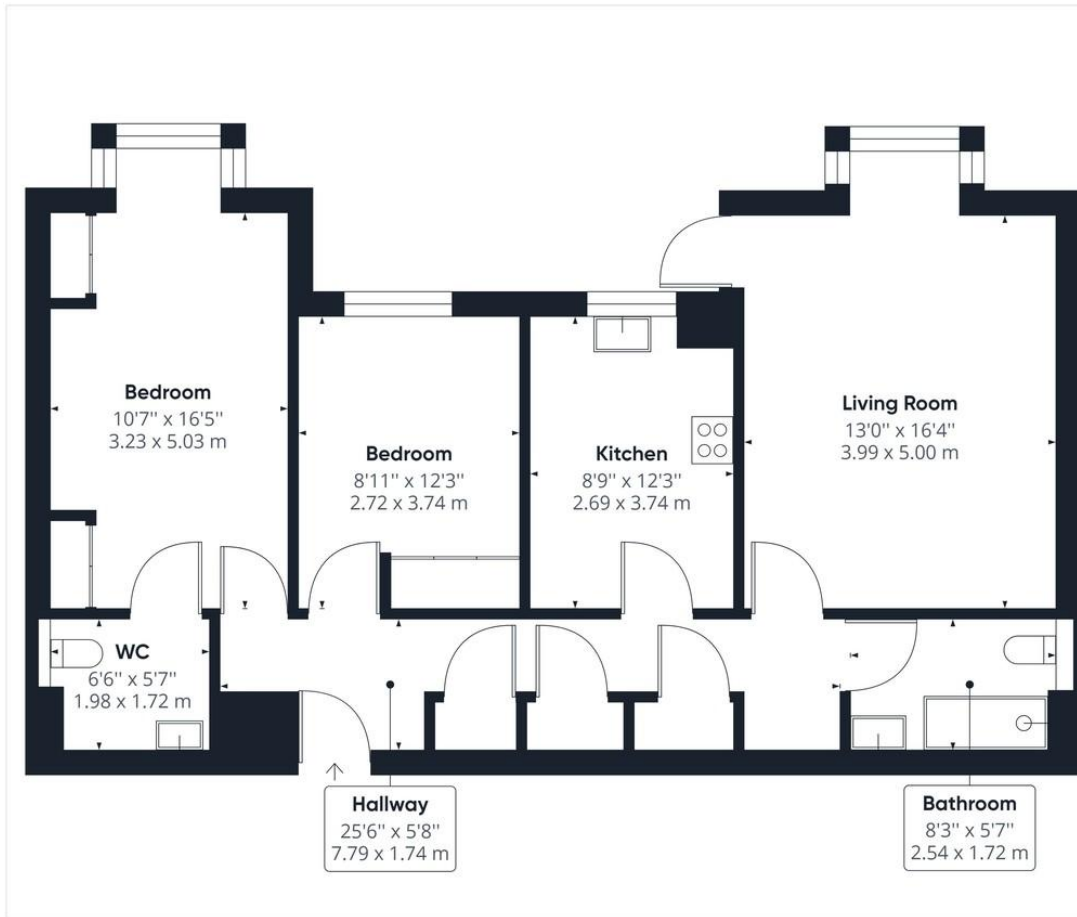 Bedroom
10'7'' x 16'5''
3.23 x 5.03 m
Bedroom
8'11'' x 12'3''
2.72 x 3.74 m
Kitchen
8'9'' x 12'3''
2.69 x 3.74 m
Living Room
13'0'' x 16'4''
3.99 x 5.00 m
WC
6'6'' x 5'7''
1.98 x 1.72 m
Hallway
25'6'' x 5'8''
7.79 x 1.74 m
Bathroom
8'3'' x 5'7''
2.54 x 1.72 m